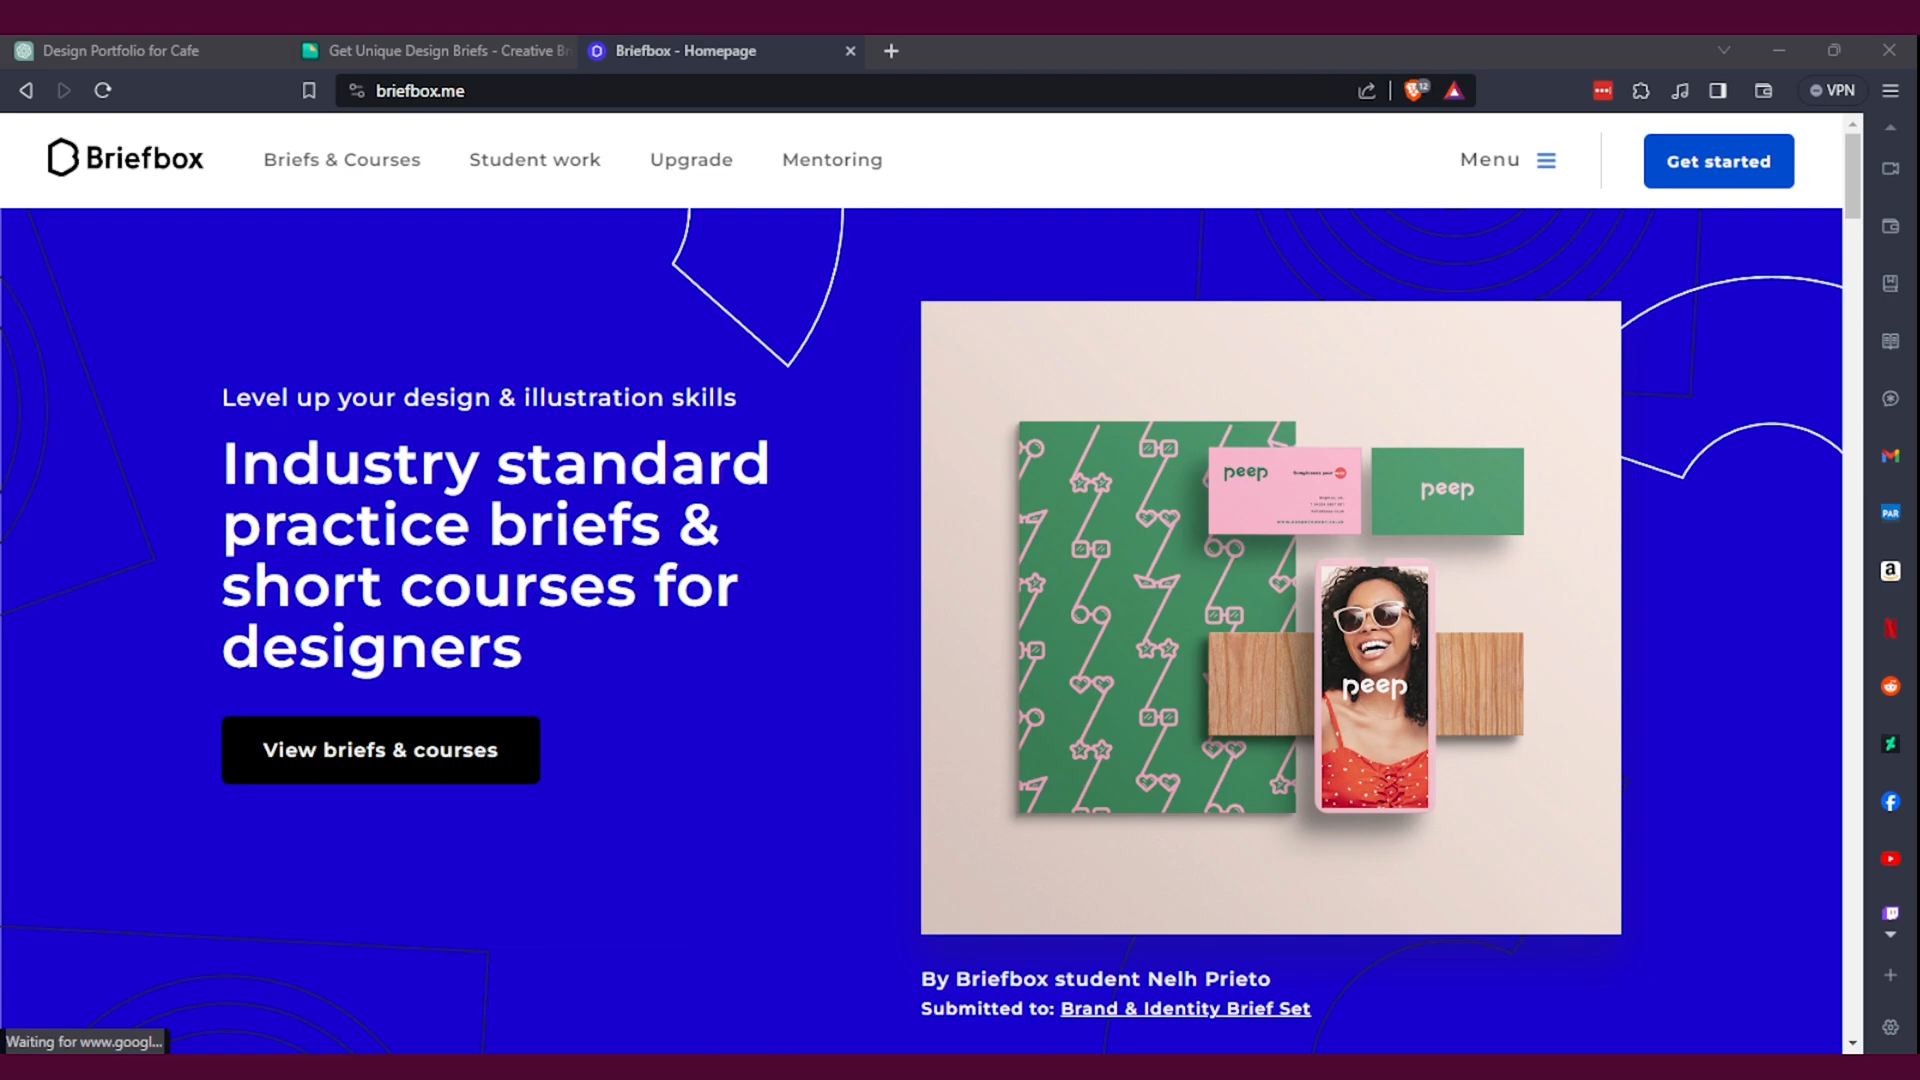 Design Portfolio for Cafe
Get Unique Design Briefs - Creative Br
Briefbox - Homepage
briefbox.me
12
VPN
Briefbox
Briefs & Courses
Student work
Upgrade
Mentoring
Menu
Get started
Level up your design & illustration skills
Industry standard
practice briefs &
short courses for
designers
View briefs & courses
peep
peep
peep
By Briefbox student Nelh Prieto
Submitted to: Brand & Identity Brief Set
PAR
Waiting for www.googl...